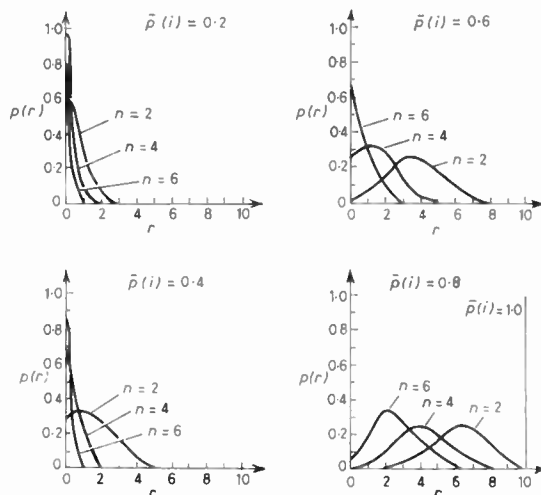 p̄(i) = 0·2
1·0
0·8
0·6
p(r)
0·4
0·2
0
n = 2
n = 4
n = 6
0 2 4 6 8 10
r
p̄(i) = 0·6
1·0
0·8
0·6
p(r)
0·4
0·2
0
n = 6
n = 4
n = 2
0 2 4 6 8 10
r
p̄(i) = 0·4
1·0
0·8
0·6
p(r)
0·4
0·2
0
n = 2
n = 4
n = 6
0 2 4 6 8 10
r
p̄(i) = 0·8
p̄(i) = 1·0
1·0
0·8
0·6
p(r)
0·4
0·2
0
n = 6
n = 4
n = 2
0 2 4 6 8 10
r